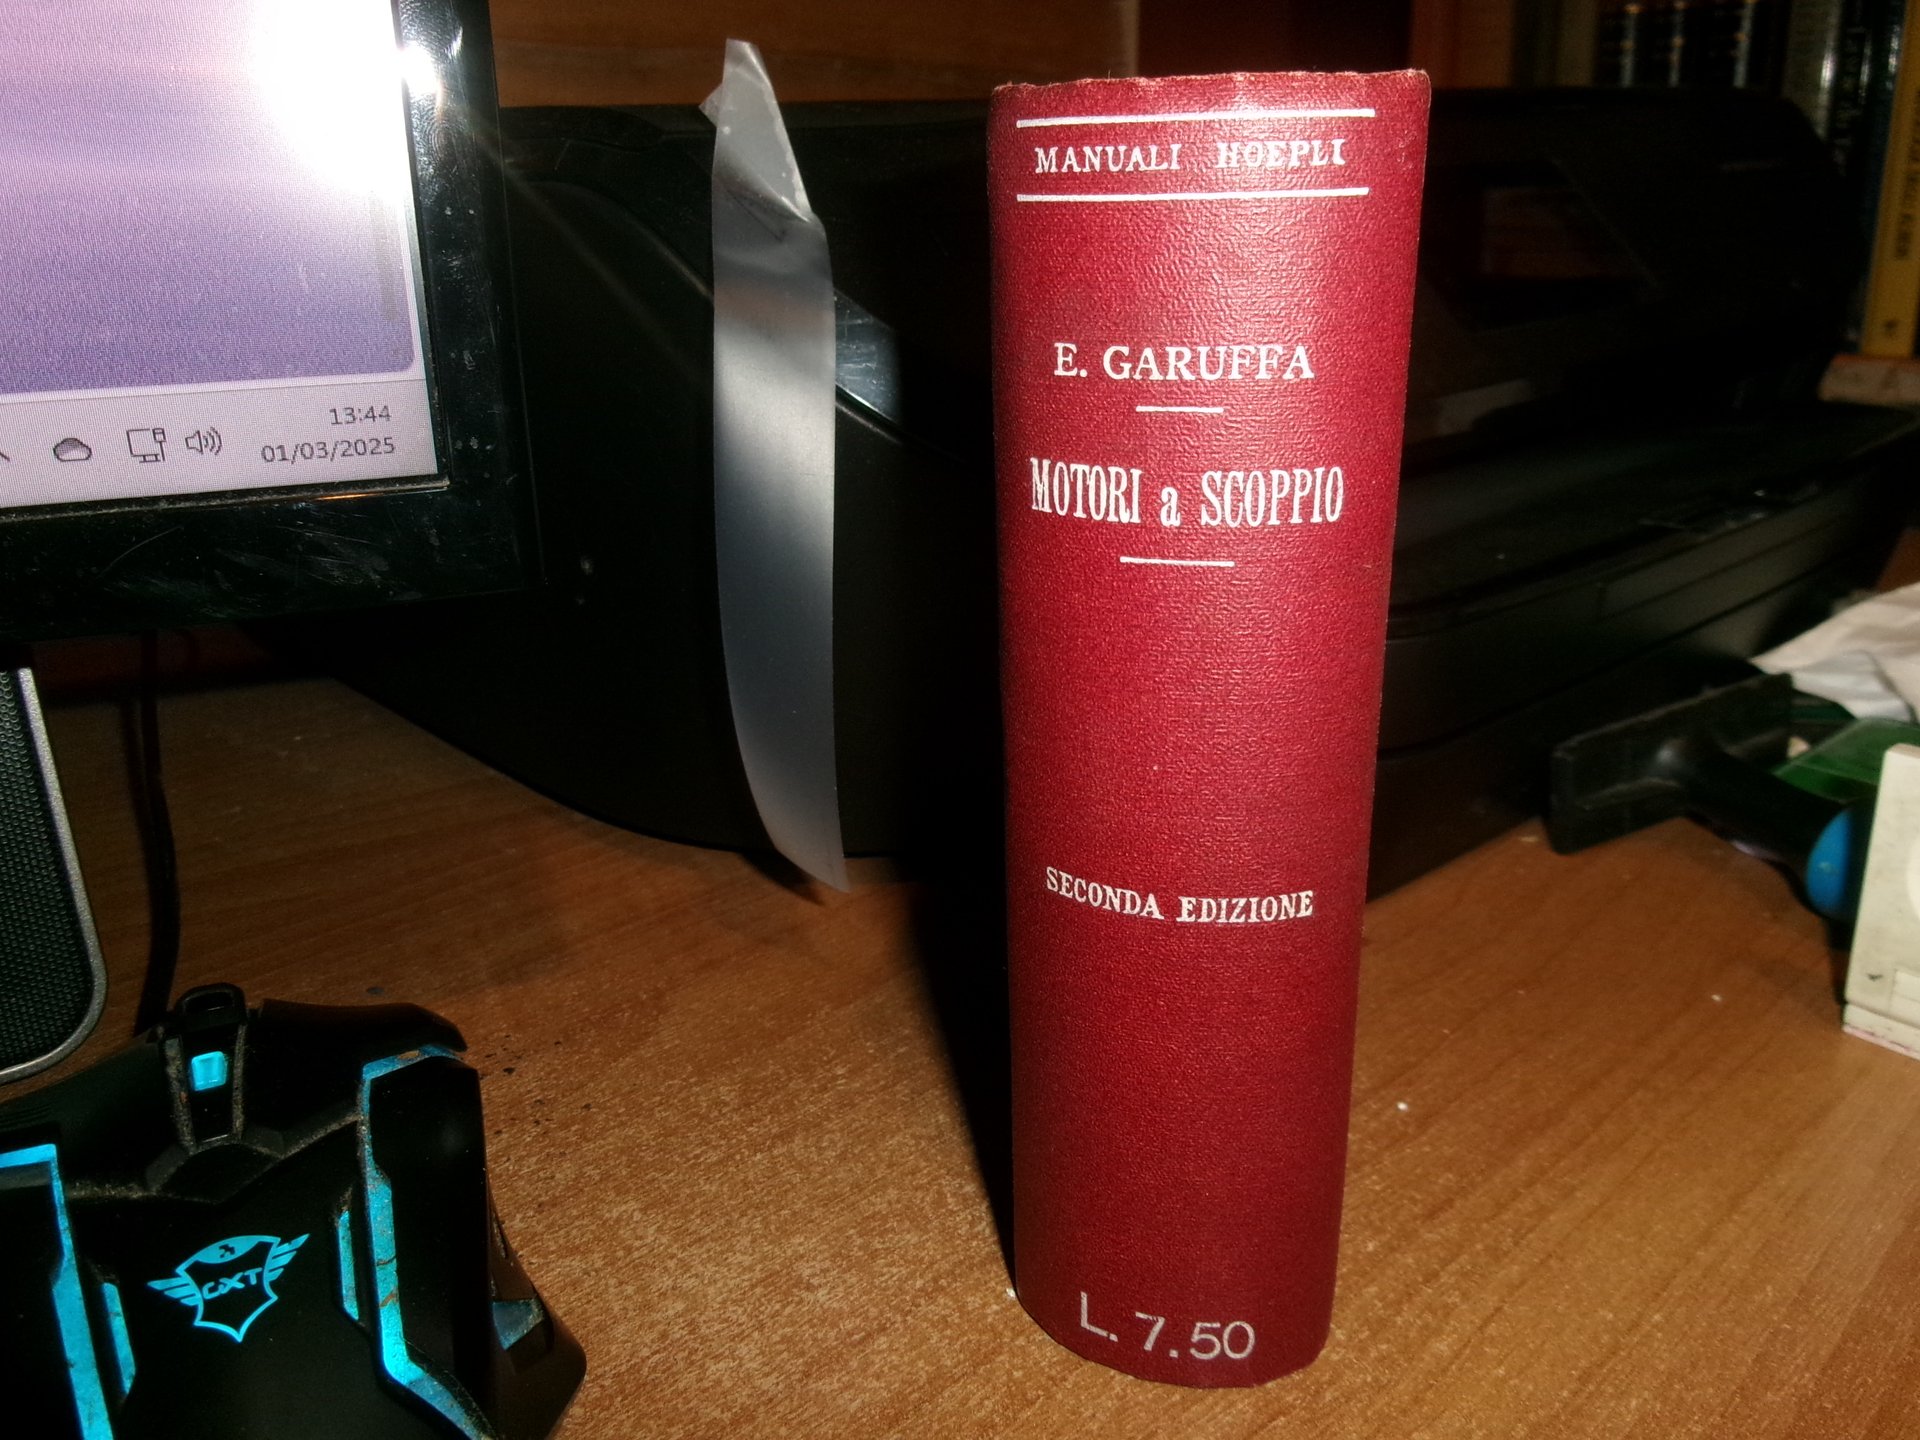 13:44
01/03/2025
MANUALI HOEPLI
E. GARUFFA
MOTORI a SCOPPIO
SECONDA EDIZIONE
L. 7.50
GXT